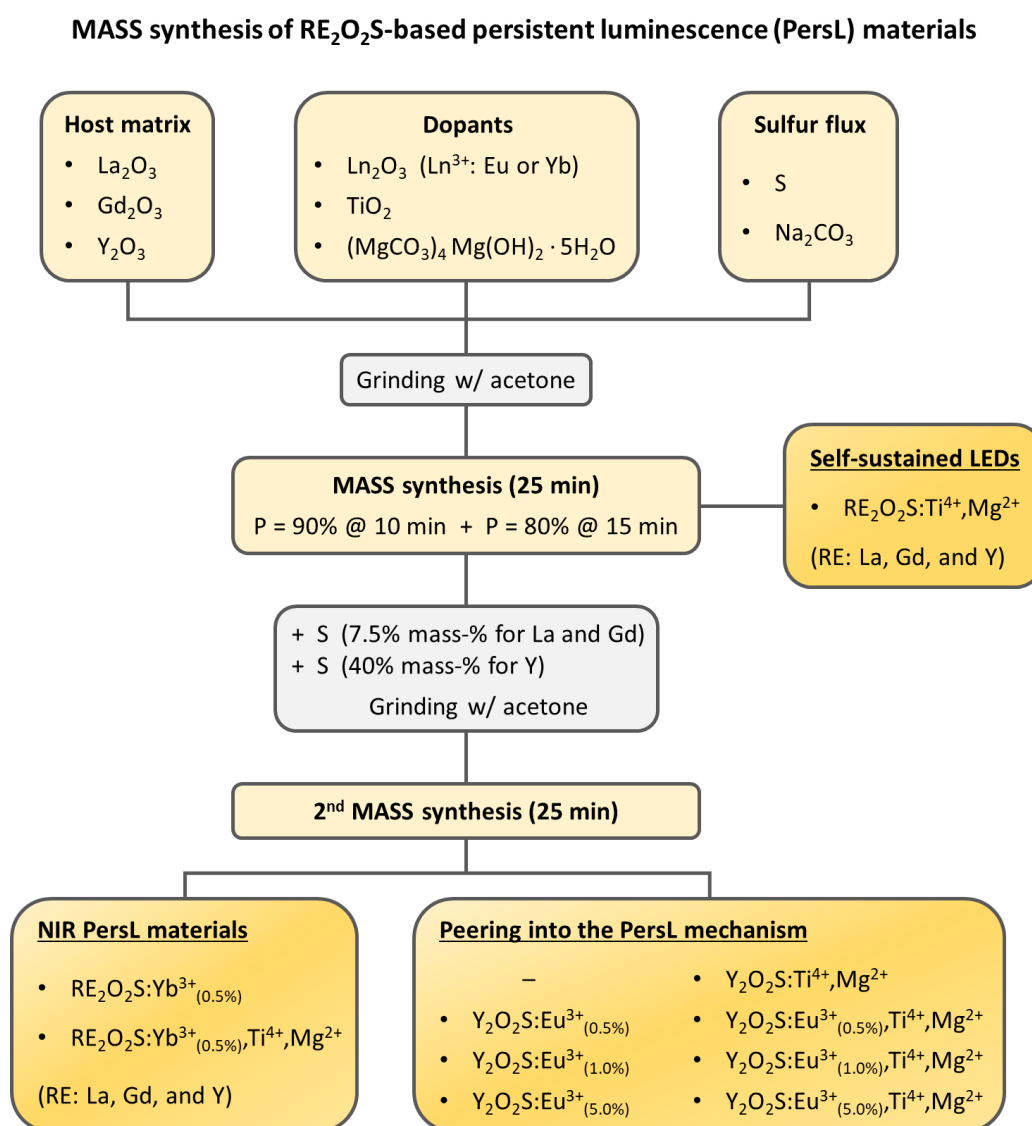 MASS synthesis of RE₂O₂S-based persistent luminescence (PersL) materials
Host matrix
• La₂O₃
• Gd₂O₃
• Y₂O₃
Dopants
• Ln₂O₃ (Ln³⁺: Eu or Yb)
• TiO₂
• (MgCO₃)₄ Mg(OH)₂ · 5H₂O
Sulfur flux
• S
• Na₂CO₃
Grinding w/ acetone
MASS synthesis (25 min)
P = 90% @ 10 min + P = 80% @ 15 min
Self-sustained LEDs
• RE₂O₂S:Ti⁴⁺,Mg²⁺
(RE: La, Gd, and Y)
+ S (7.5% mass-% for La and Gd)
+ S (40% mass-% for Y)
Grinding w/ acetone
2ⁿᵈ MASS synthesis (25 min)
NIR PersL materials
• RE₂O₂S:Yb³⁺₍₀.₅%₎
• RE₂O₂S:Yb³⁺₍₀.₅%₎,Ti⁴⁺,Mg²⁺
(RE: La, Gd, and Y)
Peering into the PersL mechanism
–
• Y₂O₂S:Eu³⁺₍₀.₅%₎
• Y₂O₂S:Eu³⁺₍₁.₀%₎
• Y₂O₂S:Eu³⁺₍₅.₀%₎
• Y₂O₂S:Ti⁴⁺,Mg²⁺
• Y₂O₂S:Eu³⁺₍₀.₅%₎,Ti⁴⁺,Mg²⁺
• Y₂O₂S:Eu³⁺₍₁.₀%₎,Ti⁴⁺,Mg²⁺
• Y₂O₂S:Eu³⁺₍₅.₀%₎,Ti⁴⁺,Mg²⁺